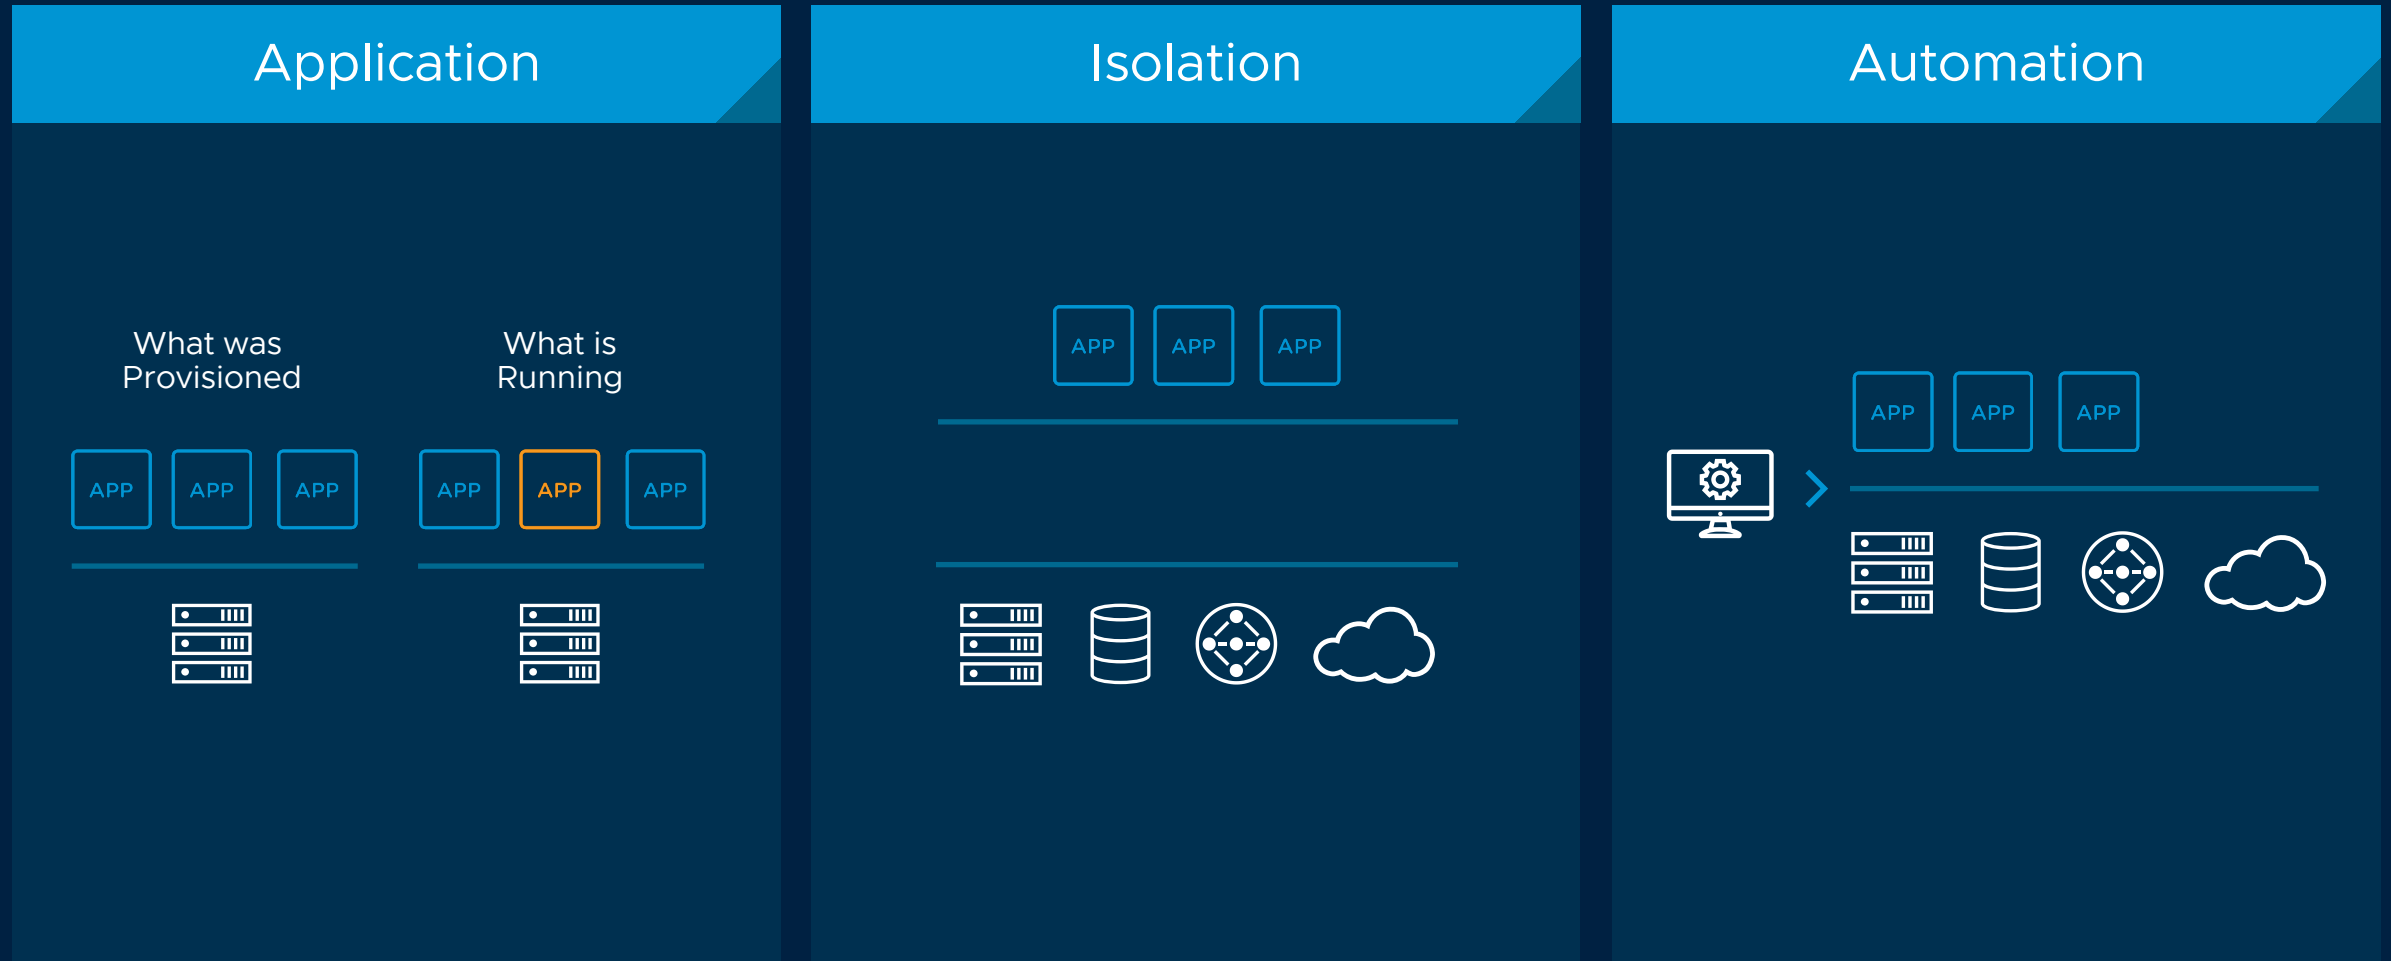 Application
What was
Provisioned
What is
Running
APP APP APP
APP APP APP
Isolation
APP APP APP
Automation
APP APP APP